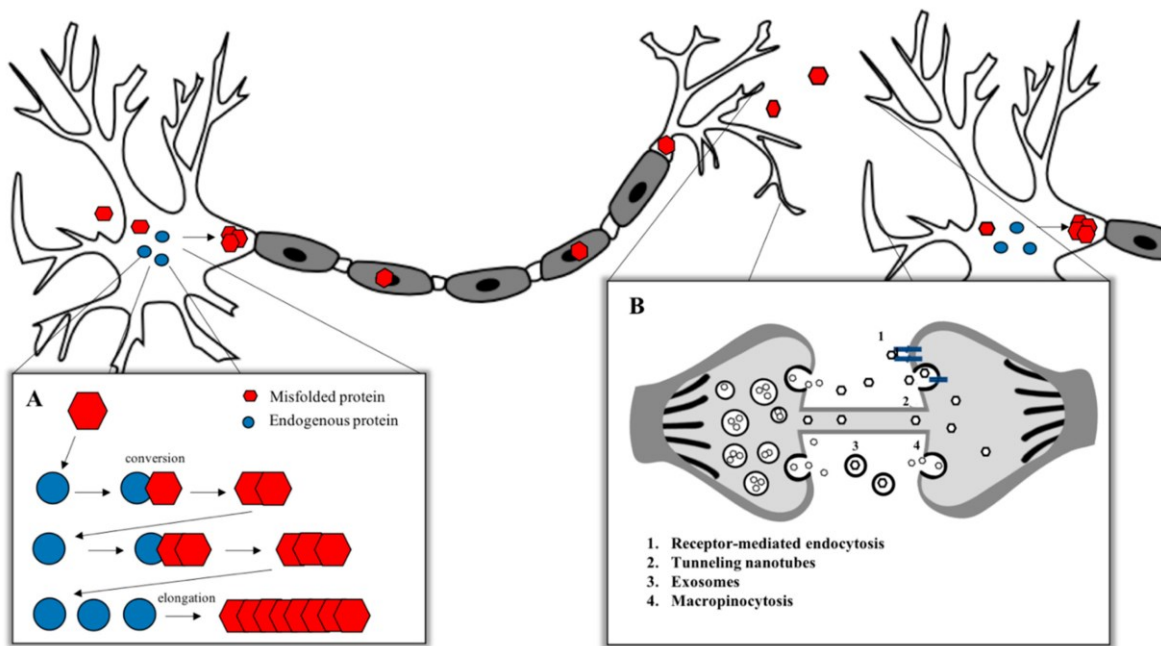 A
Misfolded protein
Endogenous protein
conversion
elongation
B
1
2
3
4
1. Receptor-mediated endocytosis
2. Tunneling nanotubes
3. Exosomes
4. Macropinocytosis